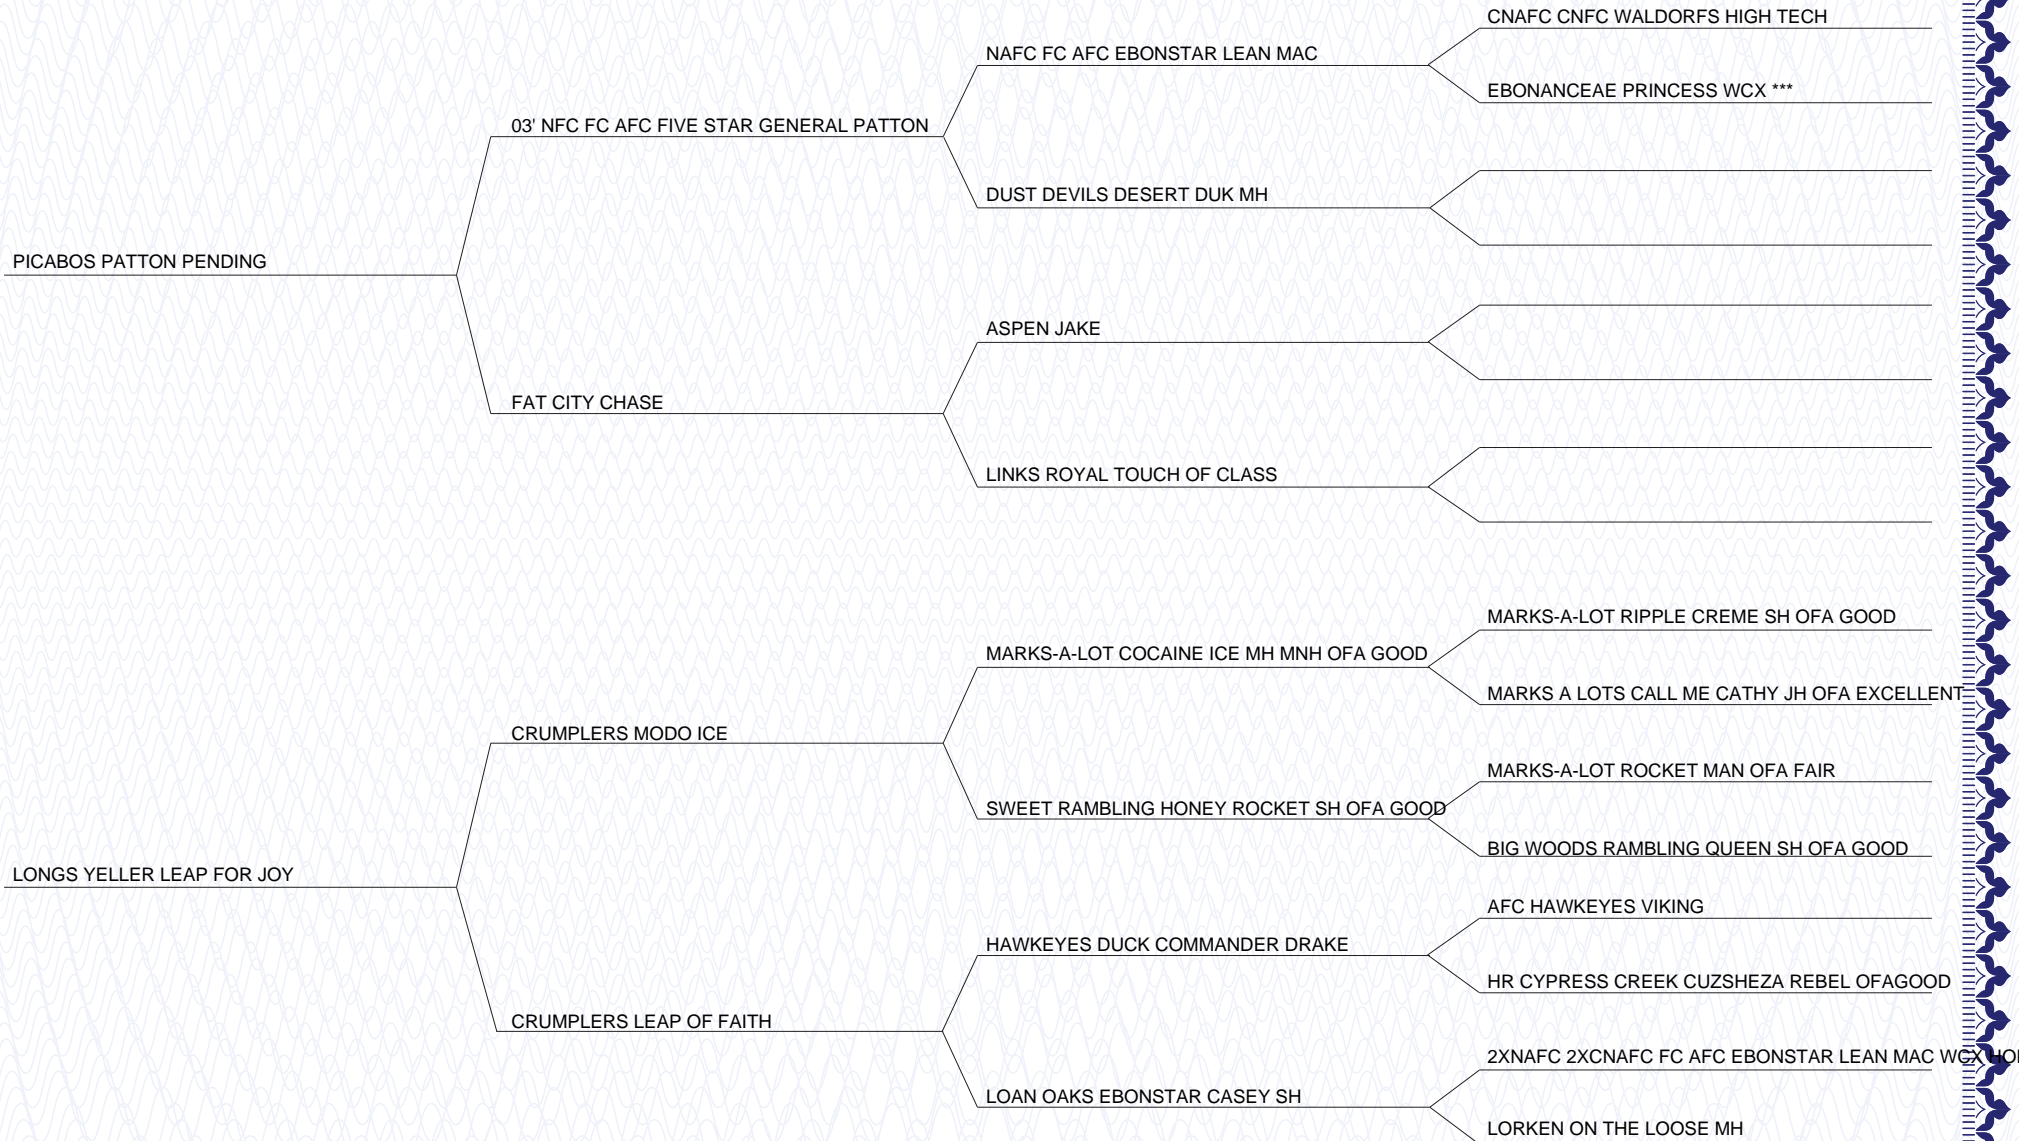 CNAFC CNFC WALDORFS HIGH TECH
NAFC FC AFC EBONSTAR LEAN MAC
EBONANCEAE PRINCESS WCX ***
03' NFC FC AFC FIVE STAR GENERAL PATTON
DUST DEVILS DESERT DUK MH
PICABOS PATTON PENDING
ASPEN JAKE
FAT CITY CHASE
LINKS ROYAL TOUCH OF CLASS
MARKS-A-LOT RIPPLE CREME SH OFA GOOD
MARKS-A-LOT COCAINE ICE MH MNH OFA GOOD
MARKS A LOTS CALL ME CATHY JH OFA EXCELLENT
CRUMPLERS MODO ICE
MARKS-A-LOT ROCKET MAN OFA FAIR
SWEET RAMBLING HONEY ROCKET SH OFA GOOD
BIG WOODS RAMBLING QUEEN SH OFA GOOD
LONGS YELLER LEAP FOR JOY
AFC HAWKEYES VIKING
HAWKEYES DUCK COMMANDER DRAKE
HR CYPRESS CREEK CUZSHEZA REBEL OFAGOOD
CRUMPLERS LEAP OF FAITH
2XNAFC 2XCNAFC FC AFC EBONSTAR LEAN MAC WCX
LOAN OAKS EBONSTAR CASEY SH
LORKEN ON THE LOOSE MH